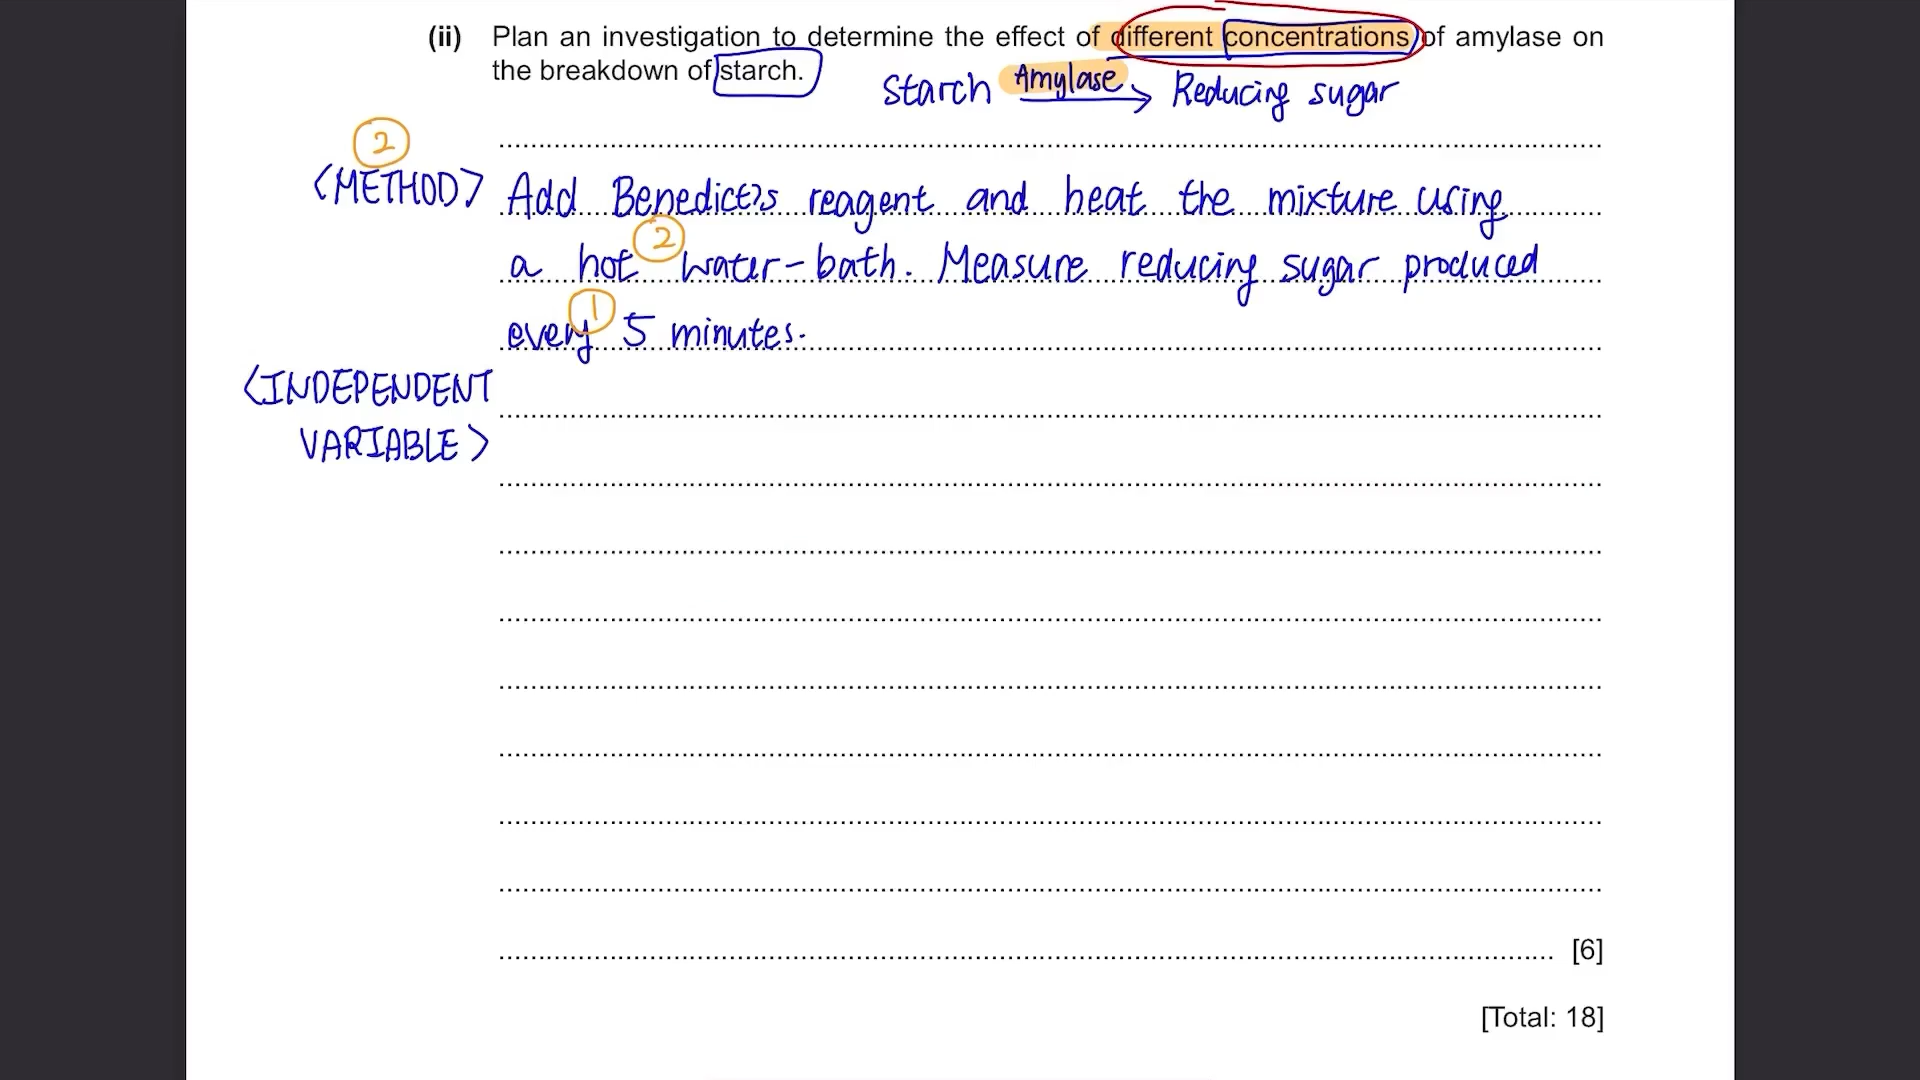 (ii) Plan an investigation to determine the effect of different concentrations of amylase on
the breakdown of starch.
Starch Amylase → Reducing sugar
2
<METHOD> Add Benedict's reagent and heat the mixture using
2
a hot water-bath. Measure reducing sugar produced
1
every 5 minutes.
<INDEPENDENT
VARIABLE>
[6]
[Total: 18]